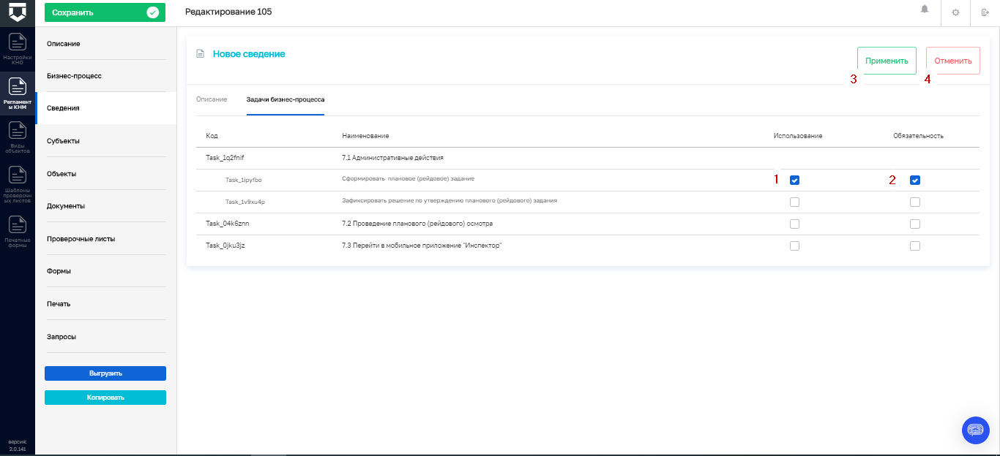 Сохранить
Редактирование 105
Настройки
КНО
Регламент
ы КНМ
Виды
объектов
Шаблоны
проверочн
ых листов
Печатные
формы
версия:
2.0.141
Описание
Бизнес-процесс
Сведения
Субъекты
Объекты
Документы
Проверочные листы
Формы
Печать
Запросы
Выгрузить
Копировать
Новое сведение
Применить
Отменить
3
4
Описание
Задачи бизнес-процесса
Код Наименование Использование Обязательность
Task_1q2fnif 7.1 Административные действия
Task_1ipyfbo Сформировать плановое (рейдовое) задание 1 2
Task_1v9xu4p Зафиксировать решение по утверждению планового (рейдового) задания
Task_04k6znn 7.2 Проведение планового (рейдового) осмотра
Task_0jku3jz 7.3 Перейти в мобильное приложение "Инспектор"